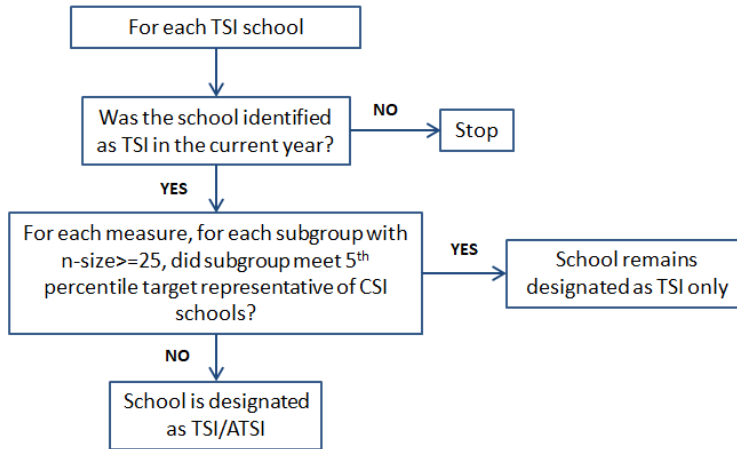 For each TSI school
Was the school identified
as TSI in the current year?
NO
Stop
YES
For each measure, for each subgroup with
n-size>=25, did subgroup meet 5th
percentile target representative of CSI
schools?
YES
School remains
designated as TSI only
NO
School is designated
as TSI/ATSI